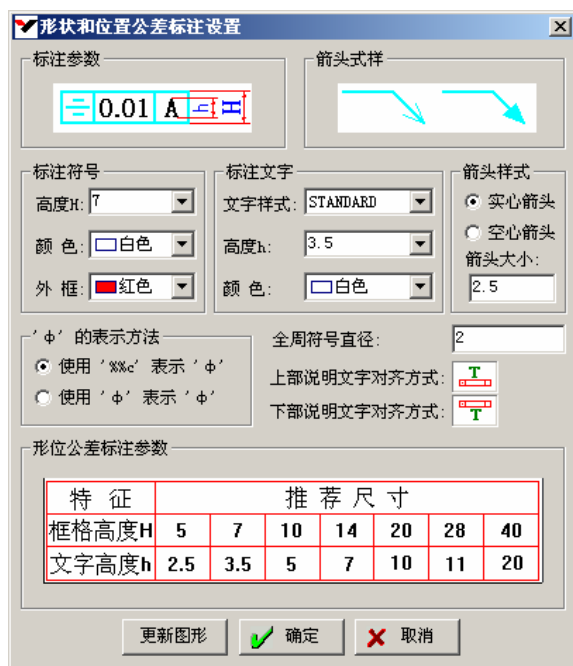 形状和位置公差标注设置
标注参数
0.01 A h H
箭头式样
标注符号
高度H: 7
颜 色: 白色
外 框: 红色
标注文字
文字样式: STANDARD
高度h: 3.5
颜 色: 白色
箭头样式
实心箭头
空心箭头
箭头大小:
2.5
'φ' 的表示方法
使用 '%%c' 表示 'φ'
使用 'φ' 表示 'φ'
全周符号直径: 2
上部说明文字对齐方式: T
下部说明文字对齐方式: T
形位公差标注参数
特 征 推 荐 尺 寸
框格高度H 5 7 10 14 20 28 40
文字高度h 2.5 3.5 5 7 10 11 20
更新图形 确定 取消